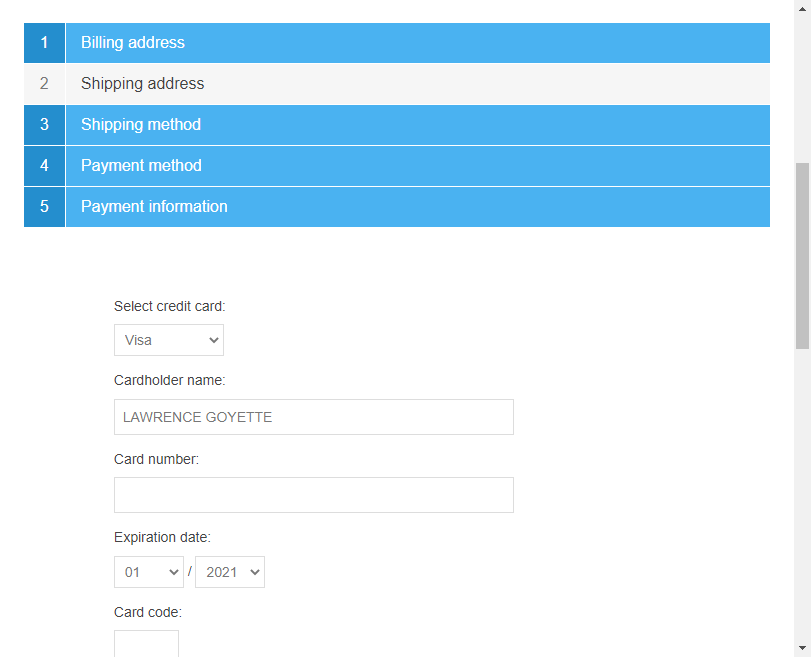 1 Billing address
2 Shipping address
3 Shipping method
4 Payment method
5 Payment information
Select credit card:
Visa
Cardholder name:
LAWRENCE GOYETTE
Card number:
Expiration date:
01 / 2021
Card code: